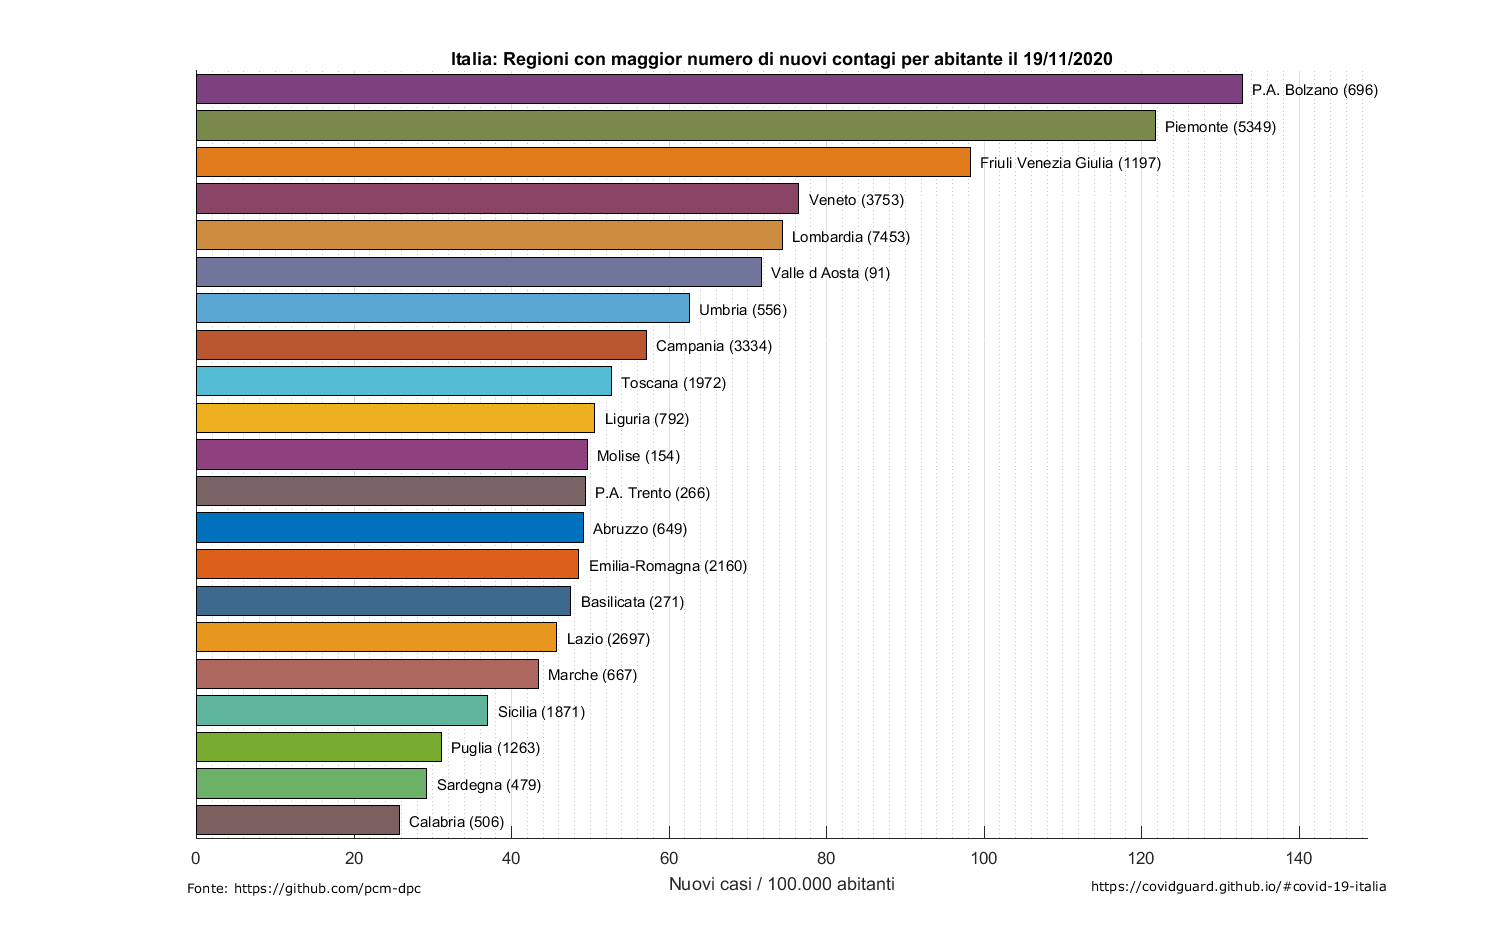 Italia: Regioni con maggior numero di nuovi contagi per abitante il 19/11/2020
P.A. Bolzano (696)
Piemonte (5349)
Friuli Venezia Giulia (1197)
Veneto (3753)
Lombardia (7453)
Valle d Aosta (91)
Umbria (556)
Campania (3334)
Toscana (1972)
Liguria (792)
Molise (154)
P.A. Trento (266)
Abruzzo (649)
Emilia-Romagna (2160)
Basilicata (271)
Lazio (2697)
Marche (667)
Sicilia (1871)
Puglia (1263)
Sardegna (479)
Calabria (506)
0 20 40 60 80 100 120 140
Nuovi casi / 100.000 abitanti
Fonte: https://github.com/pcm-dpc
https://covidguard.github.io/#covid-19-italia